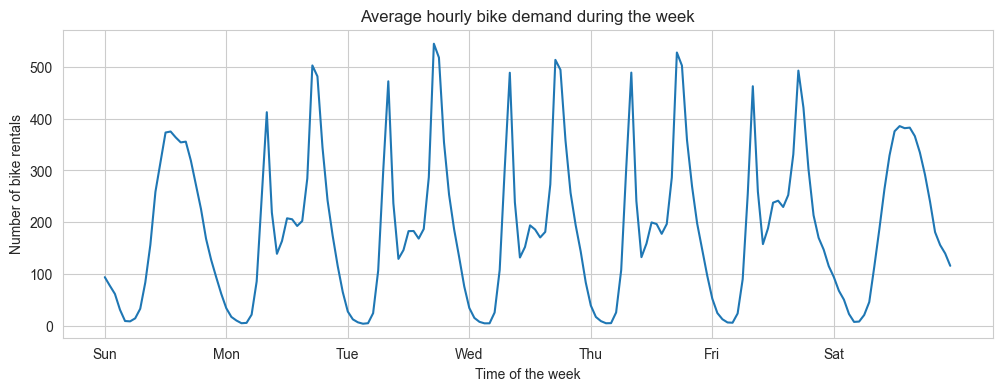 Average hourly bike demand during the week
Number of bike rentals
500
400
300
200
100
0
Sun Mon Tue Wed Thu Fri Sat
Time of the week